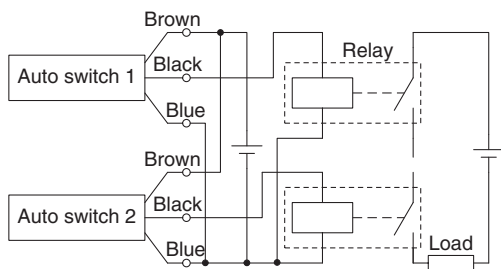 Brown
Relay
Auto switch 1
Black
Blue
Brown
Auto switch 2
Black
Blue
Load